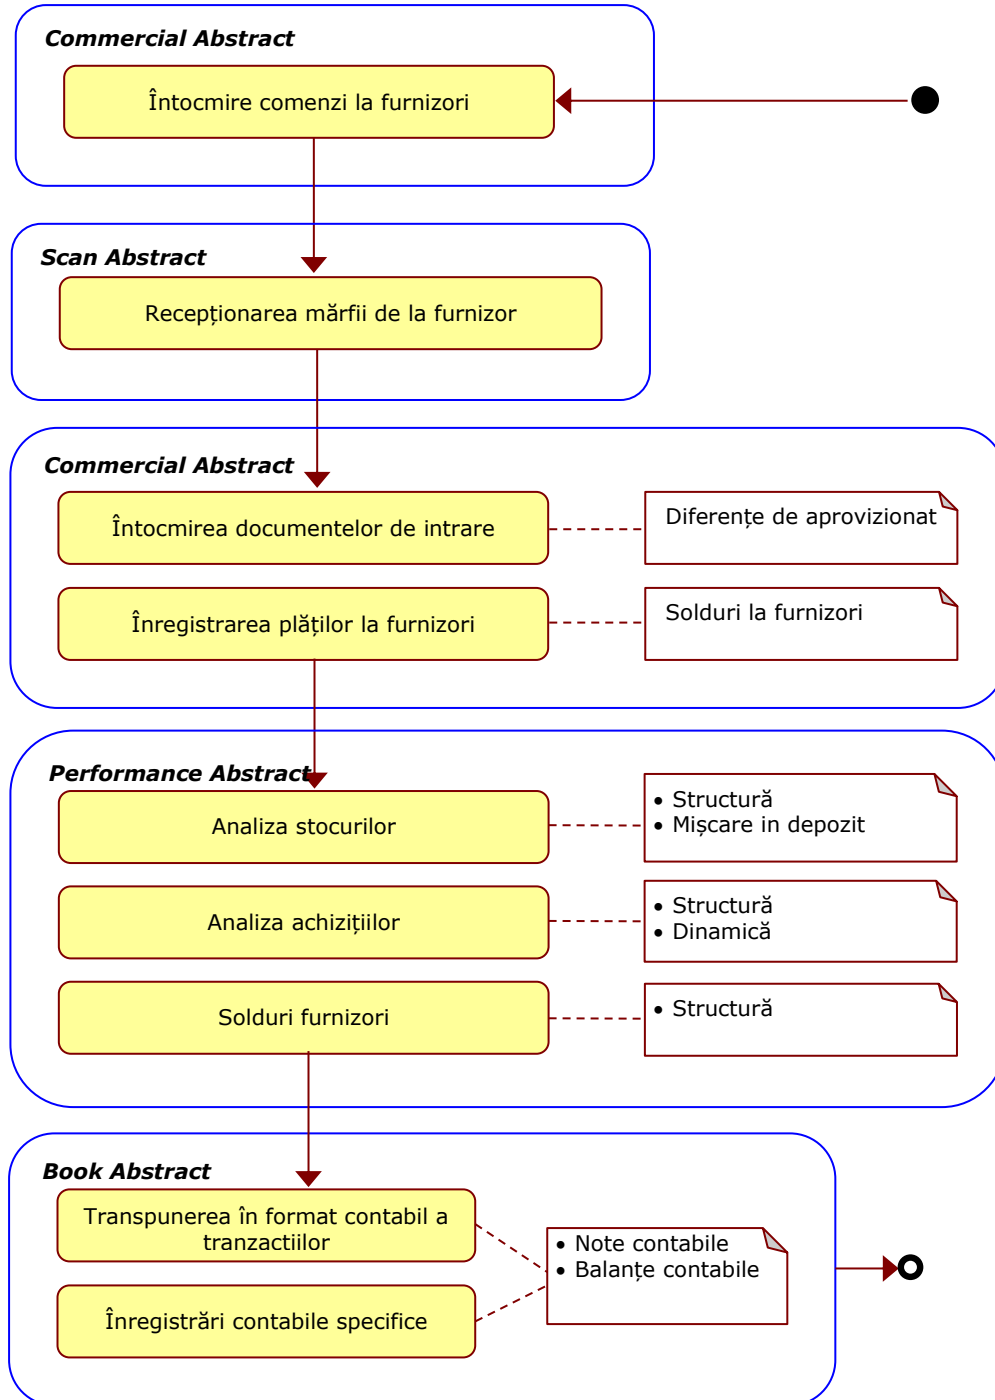 Commercial Abstract
Întocmire comenzi la furnizori
Scan Abstract
Recepționarea mărfii de la furnizor
Commercial Abstract
Întocmirea documentelor de intrare
Diferențe de aprovizionat
Înregistrarea plăților la furnizori
Solduri la furnizori
Performance Abstract
Analiza stocurilor
• Structură
• Mișcare in depozit
Analiza achizițiilor
• Structură
• Dinamică
Solduri furnizori
• Structură
Book Abstract
Transpunerea în format contabil a
tranzactiilor
• Note contabile
• Balanțe contabile
Înregistrări contabile specifice